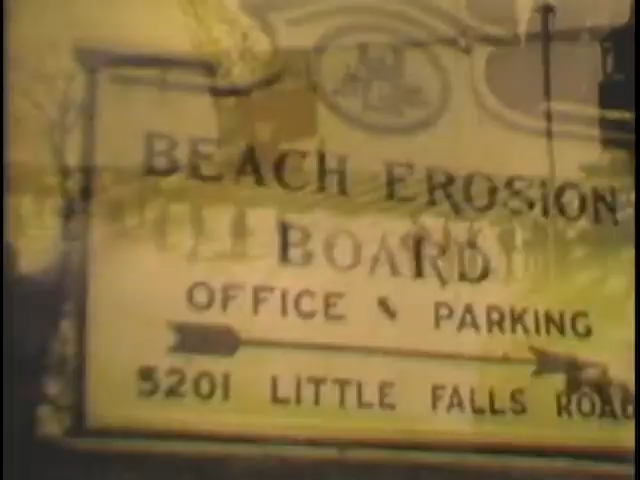 BEACH EROSION
BOARD
OFFICE & PARKING
5201 LITTLE FALLS ROAD